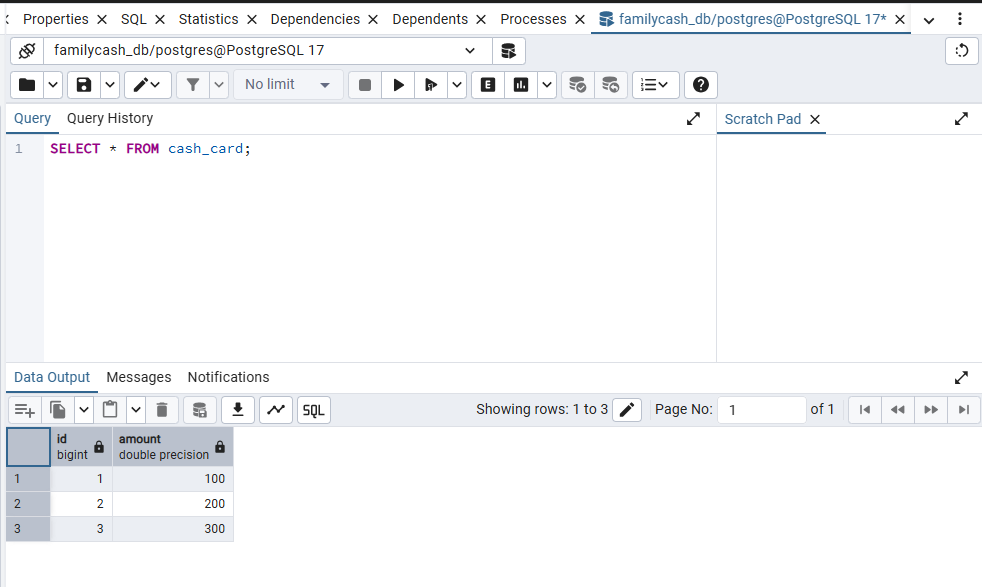 Properties SQL Statistics Dependencies Dependents Processes familycash_db/postgres@PostgreSQL 17*
familycash_db/postgres@PostgreSQL 17
No limit E
Query Query History Scratch Pad
1 SELECT * FROM cash_card;
Data Output Messages Notifications
SQL Showing rows: 1 to 3 Page No: 1 of 1
id amount
bigint double precision
1 1 100
2 2 200
3 3 300